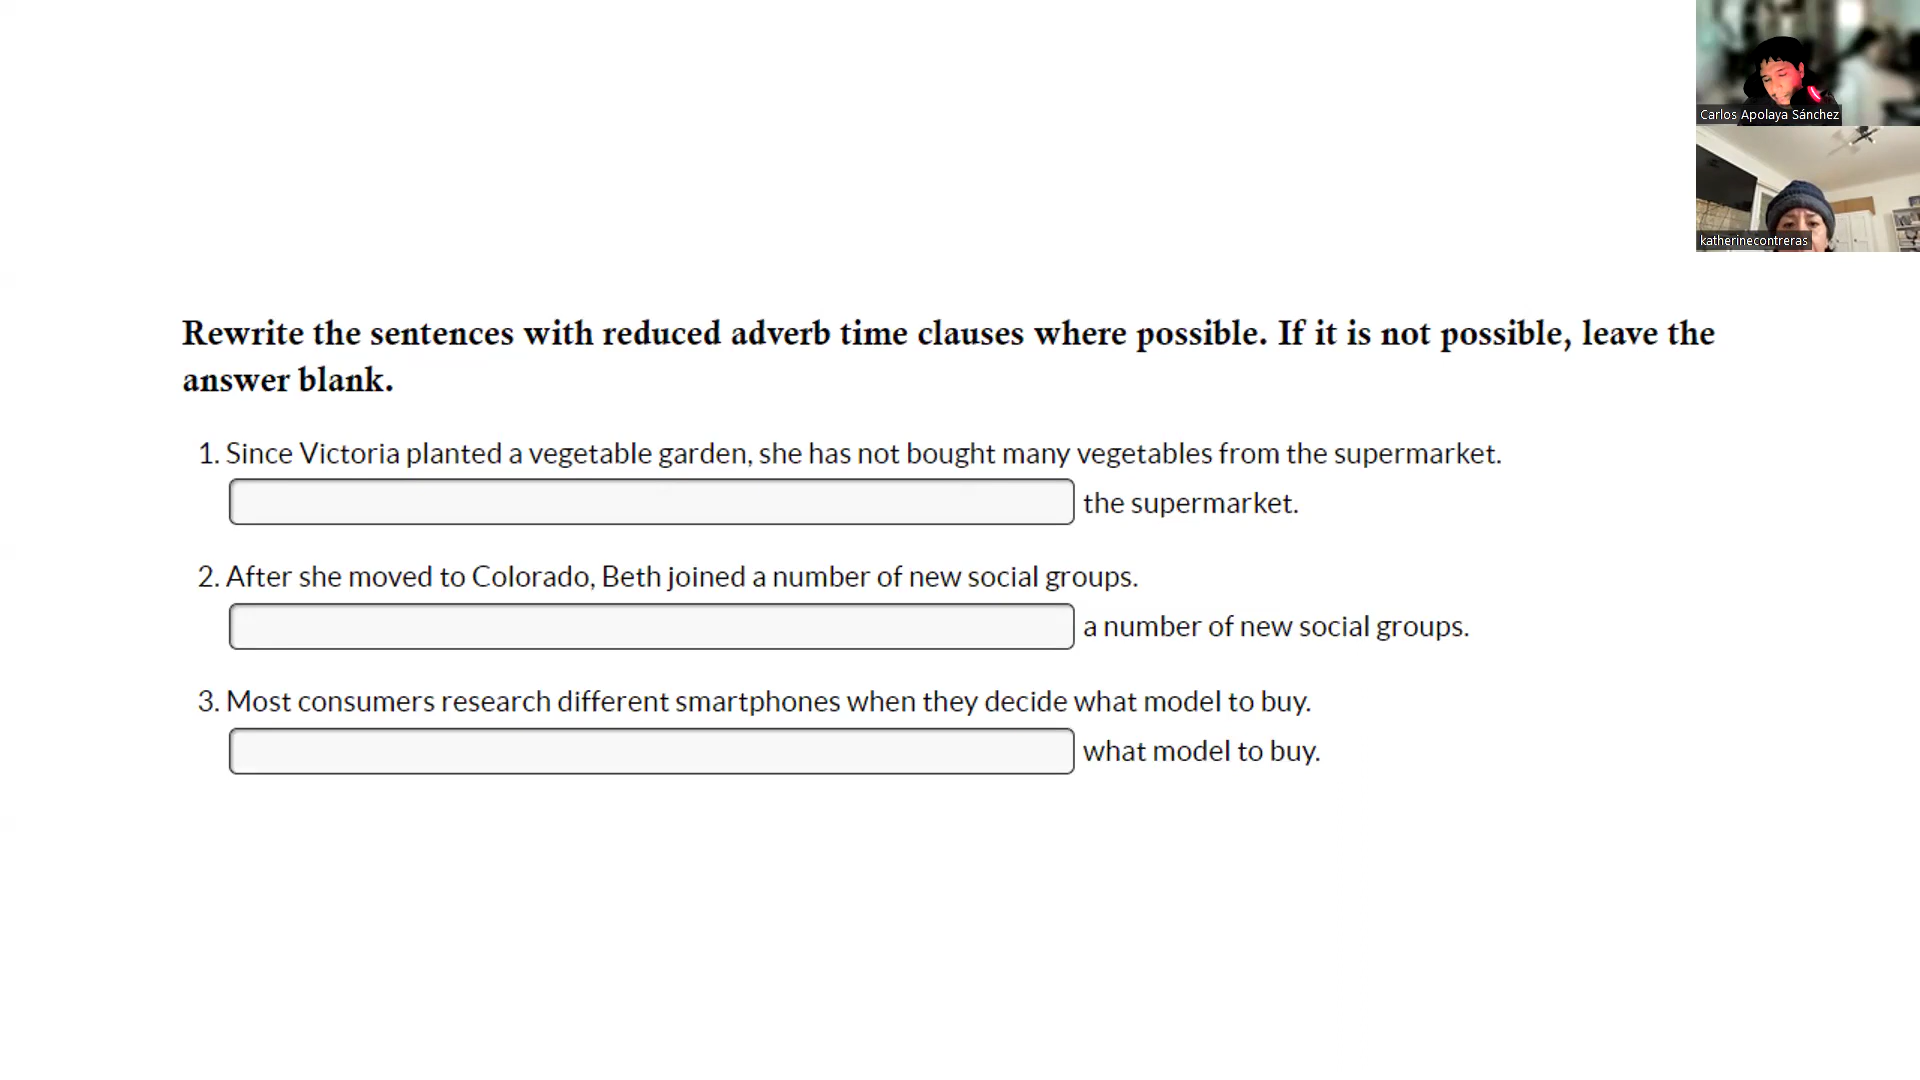 Carlos Apolaya Sánchez
katherinecontreras
Rewrite the sentences with reduced adverb time clauses where possible. If it is not possible, leave the
answer blank.
1. Since Victoria planted a vegetable garden, she has not bought many vegetables from the supermarket.
the supermarket.
2. After she moved to Colorado, Beth joined a number of new social groups.
a number of new social groups.
3. Most consumers research different smartphones when they decide what model to buy.
what model to buy.